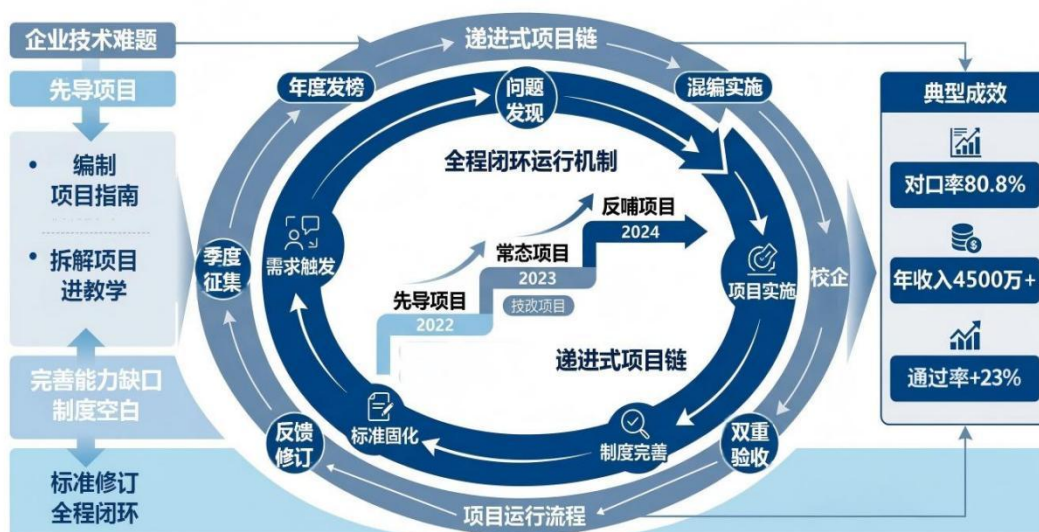 企业技术难题
先导项目
• 编制
项目指南
• 拆解项目
进教学
完善能力缺口
制度空白
标准修订
全程闭环
递进式项目链
年度发榜
问题
发现
混编实施
全程闭环运行机制
需求触发
季度
征集
先导项目
2022
常态项目
2023
技改项目
反哺项目
2024
项目实施
校企
递进式项目链
标准固化
制度完善
反馈
修订
双重
验收
项目运行流程
典型成效
对口率80.8%
年收入4500万+
通过率+23%